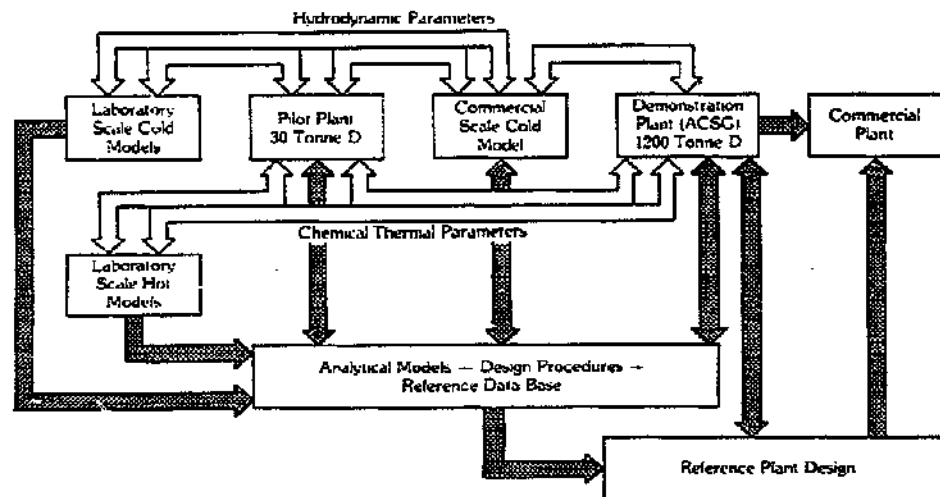 Hydrodynamic Parameters
Laboratory
Scale Cold
Models
Pilot Plant
30 Tonne D
Commercial
Scale Cold
Model
Demonstration
Plant (ACSG)
1200 Tonne D
Commercial
Plant
Chemical Thermal Parameters
Laboratory
Scale Hot
Models
Analytical Models — Design Procedures —
Reference Data Base
Reference Plant Design